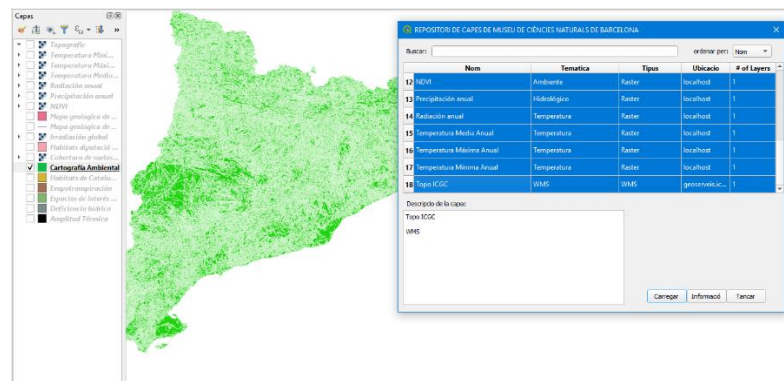 Capas
Topografic
Temperatura Míni...
Temperatura Màxi...
Temperatura Media...
Radiación anual
Precipitación anual
NDVI
Mapa geologico de ...
Mapa geologico de ...
Irradiación global
Habitats diputació ...
Cobertura de suelos...
Cartografía Ambiental
Habitats de Catalu...
Evapotranspiración
Espacios de interés ...
Deficiencia hídrica
Amplitud Térmica
REPOSITORI DE CAPES DE MUSEU DE CIÈNCIES NATURALS DE BARCELONA
Buscar:
ordenar per: Nom
Nom Tematica Tipus Ubicacio # of Layers
12 NDVI Ambiente Raster localhost 1
13 Precipitación anual Hidrológico Raster localhost 1
14 Radiación anual Temperatura Raster localhost 1
15 Temperatura Media Anual Temperatura Raster localhost 1
16 Temperatura Máxima Anual Temperatura Raster localhost 1
17 Temperatura Mínima Anual Temperatura Raster localhost 1
18 Topo ICGC WMS WMS geoserveis.ic... 1
Descripcio de la capa:
Topo ICGC
WMS
Carregar Informació Tancar